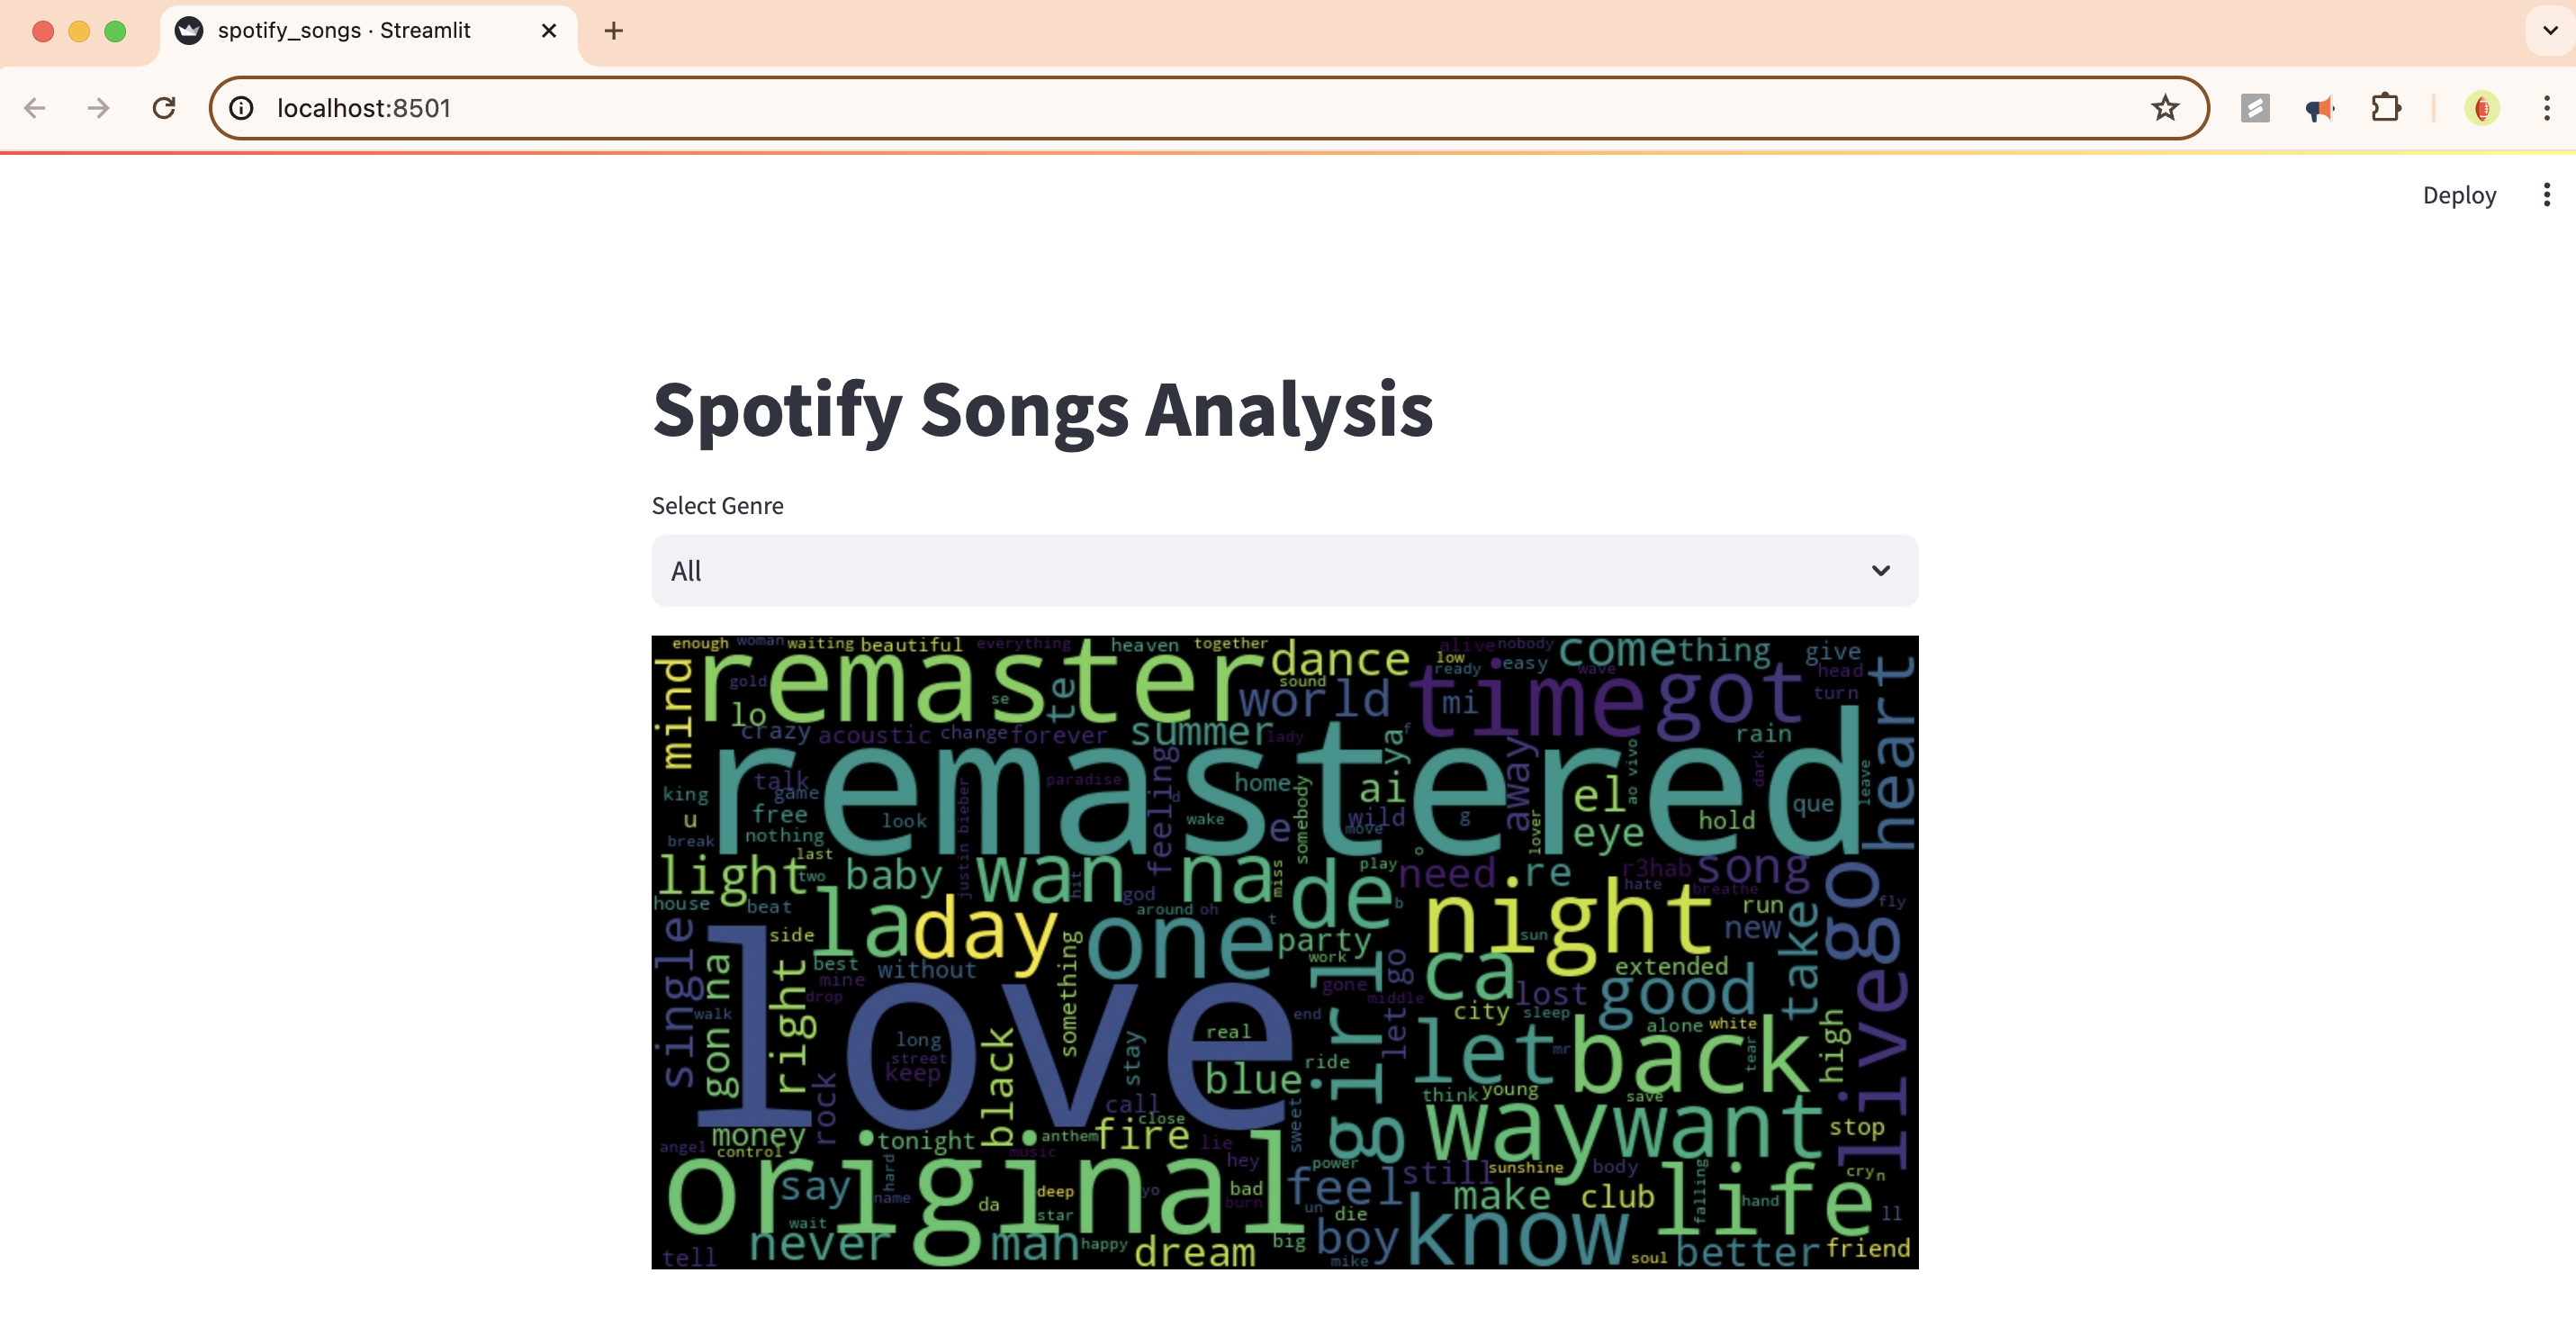 spotify_songs · Streamlit
localhost:8501
Deploy
Spotify Songs Analysis
Select Genre
All
enough woman waiting beautiful everything heaven together
alive nobody
come thing
give
remaster
dance
low
ready
easy
wave
head
turn
mind
gold
lo
se
te
sound
world
mi
time
got
heart
crazy acoustic change forever
summer
lady
ya
f
rain
remastered
talk
game
king
u
free
nothing
break
look
justin bieber
paradise
feeling
d
wake
home
e
somebody
ai
wild
move
g
away
lover
el
eye
ao vivo
dark
hold
que
leave
last
two
light
baby
wan na
hit
miss
god
de
play
o
b
need
re
r3hab
hate
song
breathe
go
fly
house
beat
la
day
around oh
one
t
party
work
night
sun
run
new
take
single
gon na
side
right
best
mine
drop
without
something
walk
love
long
street
keep
black
stay
real
blue
end
ride
girl
gone
middle
let go
ca
lost
city
sleep
extended
good
alone white
let
mr
back
tear
high
live
rock
call
close
sweet
think young
save
way
want
stop
money
angel
control
tonight
anthem
music
fire
lie
original
say
hard
name
da
deep
star
yo
hey
bad
burn
power
feel
un
die
still
sunshine
body
make
club
falling
life
hand
cry
n
ll
wait
never
man
happy
dream
big
boy
mike
know
soul
better
friend
tell